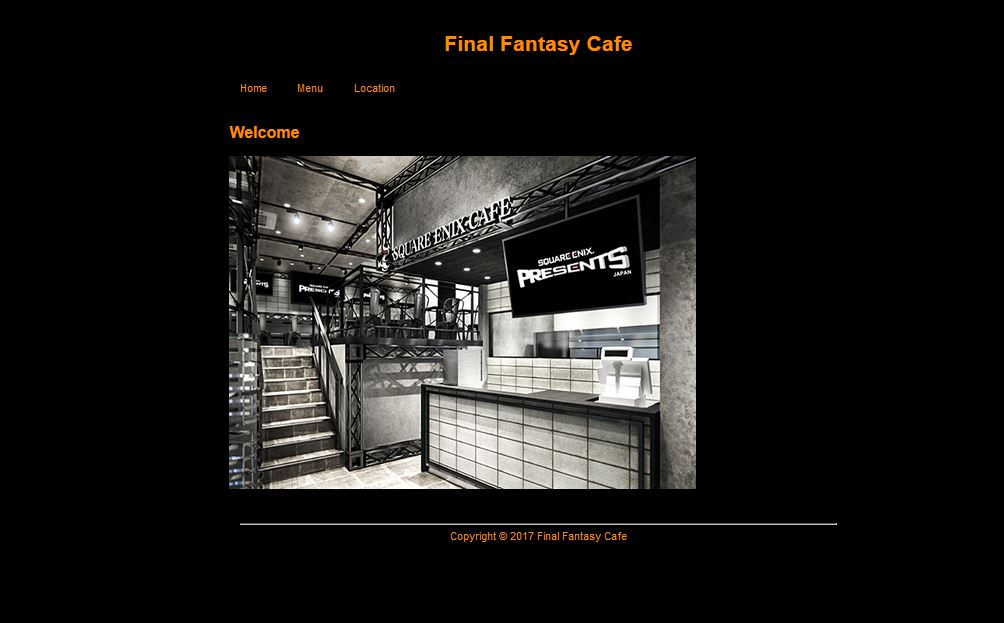 Final Fantasy Cafe
Home Menu Location
Welcome
SQUARE ENIX CAFE
SQUARE ENIX.
PRESENTS
JAPAN
PRESENTS
Copyright © 2017 Final Fantasy Cafe